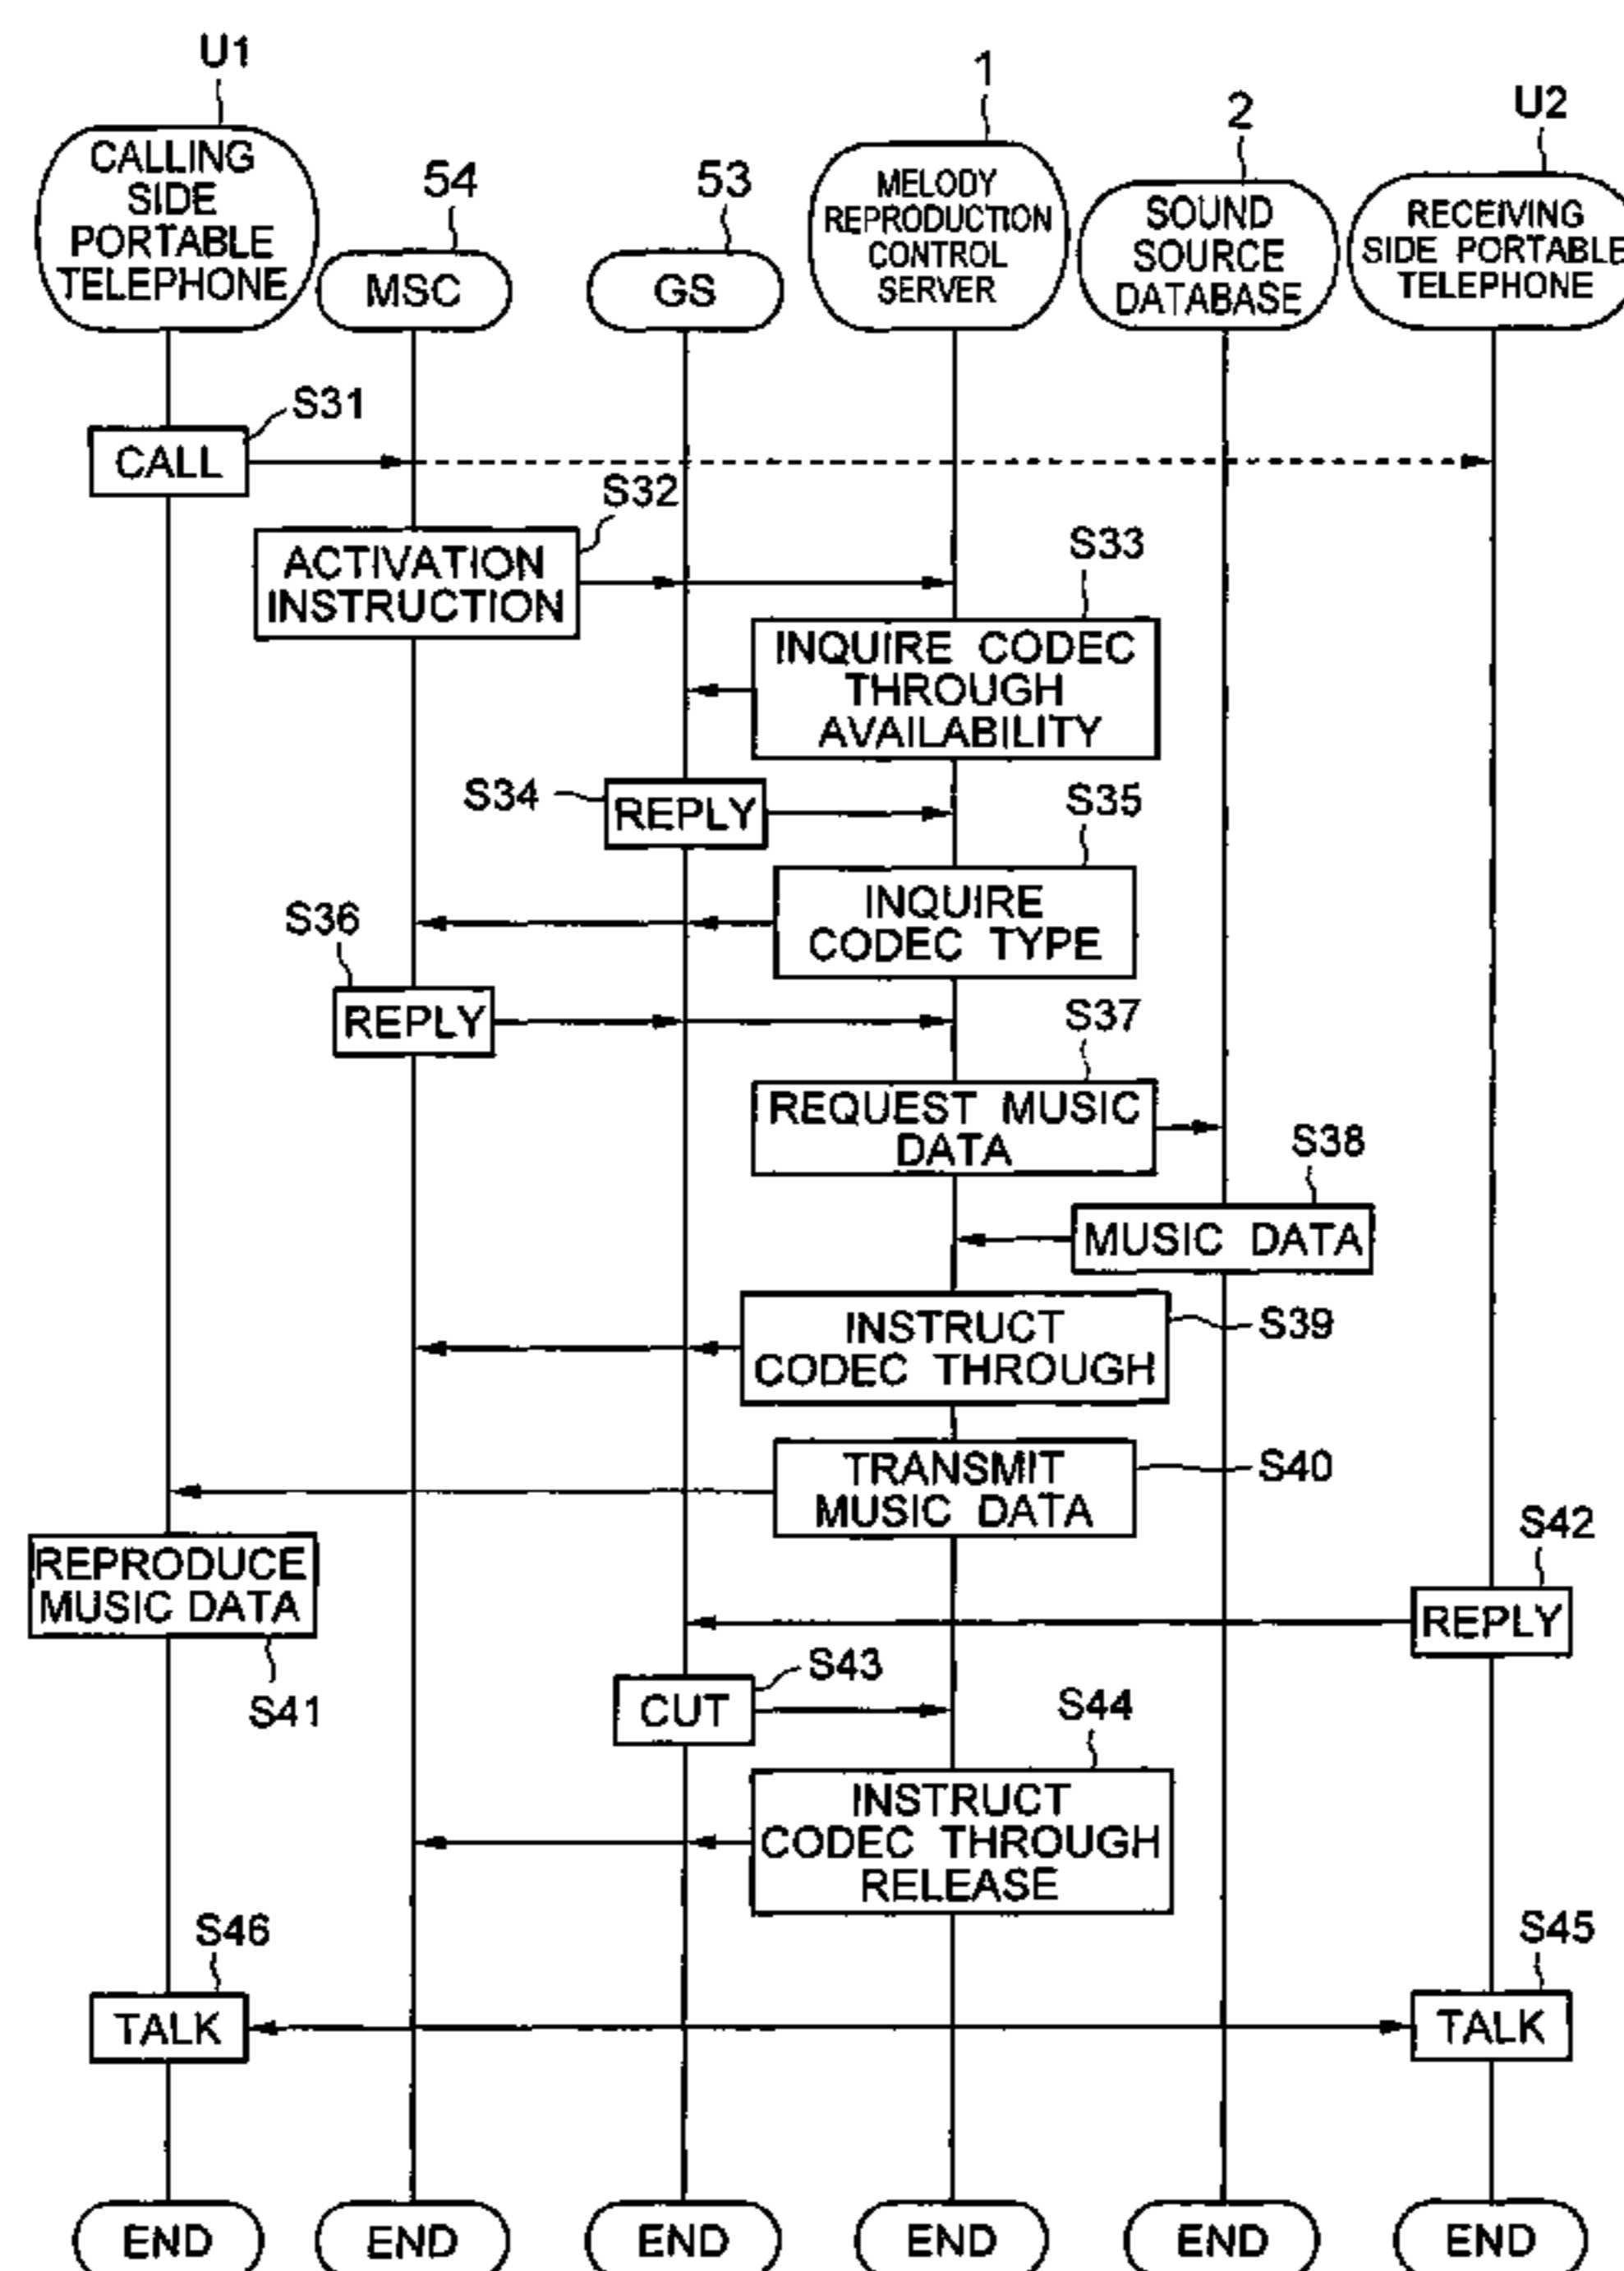 U1
1
2
U2
54
53
CALLING
SIDE
PORTABLE
TELEPHONE
MSC
GS
MELODY
REPRODUCTION
CONTROL
SERVER
SOUND
SOURCE
DATABASE
RECEIVING
SIDE PORTABLE
TELEPHONE
S31
CALL
S32
ACTIVATION
INSTRUCTION
S33
INQUIRE CODEC
THROUGH
AVAILABILITY
S34
REPLY
S35
INQUIRE
CODEC TYPE
S36
REPLY
S37
REQUEST MUSIC
DATA
S38
MUSIC DATA
S39
INSTRUCT
CODEC THROUGH
S40
TRANSMIT
MUSIC DATA
REPRODUCE
MUSIC DATA
S41
S42
REPLY
S43
CUT
S44
INSTRUCT
CODEC THROUGH
RELEASE
S46
TALK
S45
TALK
END
END
END
END
END
END